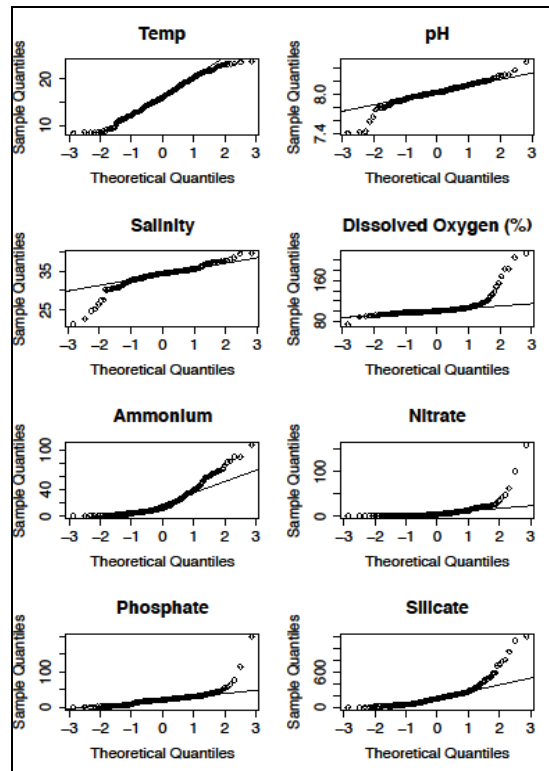 Temp
pH
Sample Quantiles
10 20
Sample Quantiles
7.4 8.0
−3 −2 −1 0 1 2 3
−3 −2 −1 0 1 2 3
Theoretical Quantiles
Theoretical Quantiles
Salinity
Dissolved Oxygen (%)
Sample Quantiles
25 35
Sample Quantiles
80 160
−3 −2 −1 0 1 2 3
−3 −2 −1 0 1 2 3
Theoretical Quantiles
Theoretical Quantiles
Ammonium
Nitrate
Sample Quantiles
0 40 100
Sample Quantiles
0 100
−3 −2 −1 0 1 2 3
−3 −2 −1 0 1 2 3
Theoretical Quantiles
Theoretical Quantiles
Phosphate
Silicate
Sample Quantiles
0 100
Sample Quantiles
0 600
−3 −2 −1 0 1 2 3
−3 −2 −1 0 1 2 3
Theoretical Quantiles
Theoretical Quantiles